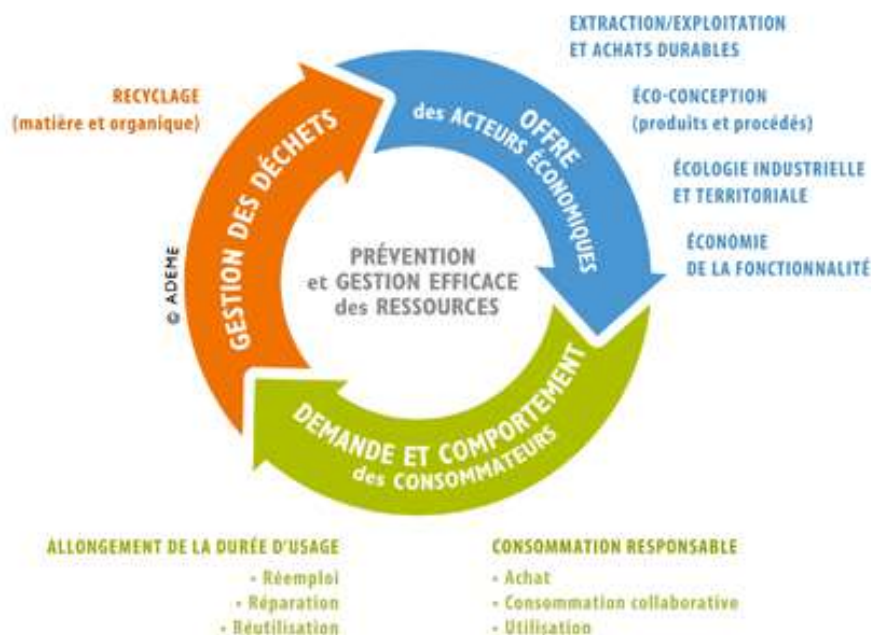 EXTRACTION/EXPLOITATION
ET ACHATS DURABLES
RECYCLAGE
(matière et organique)
ÉCO-CONCEPTION
(produits et procédés)
ÉCOLOGIE INDUSTRIELLE
ET TERRITORIALE
ÉCONOMIE
DE LA FONCTIONNALITÉ
OFFRE
des ACTEURS ÉCONOMIQUES
GESTION DES DÉCHETS
PRÉVENTION
et GESTION EFFICACE
des RESSOURCES
© ADEME
DEMANDE ET COMPORTEMENT
des CONSOMMATEURS
ALLONGEMENT DE LA DURÉE D'USAGE
- Réemploi
- Réparation
- Réutilisation
CONSOMMATION RESPONSABLE
- Achat
- Consommation collaborative
- Utilisation